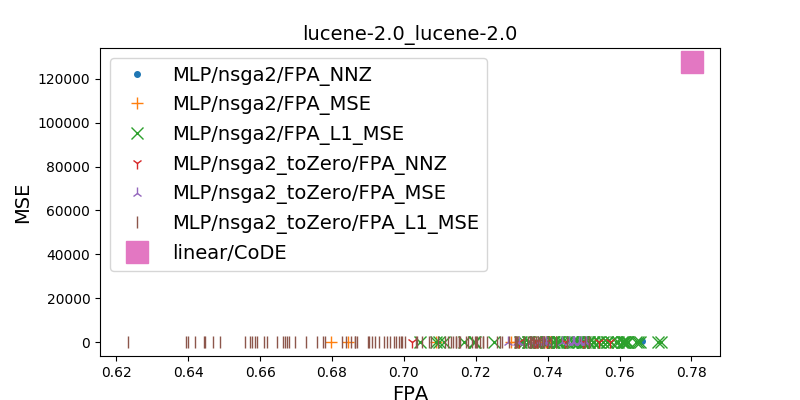 lucene-2.0_lucene-2.0
MLP/nsga2/FPA_NNZ
MLP/nsga2/FPA_MSE
MLP/nsga2/FPA_L1_MSE
MLP/nsga2_toZero/FPA_NNZ
MLP/nsga2_toZero/FPA_MSE
MLP/nsga2_toZero/FPA_L1_MSE
linear/CoDE
MSE
120000
100000
80000
60000
40000
20000
0
0.62 0.64 0.66 0.68 0.70 0.72 0.74 0.76 0.78
FPA